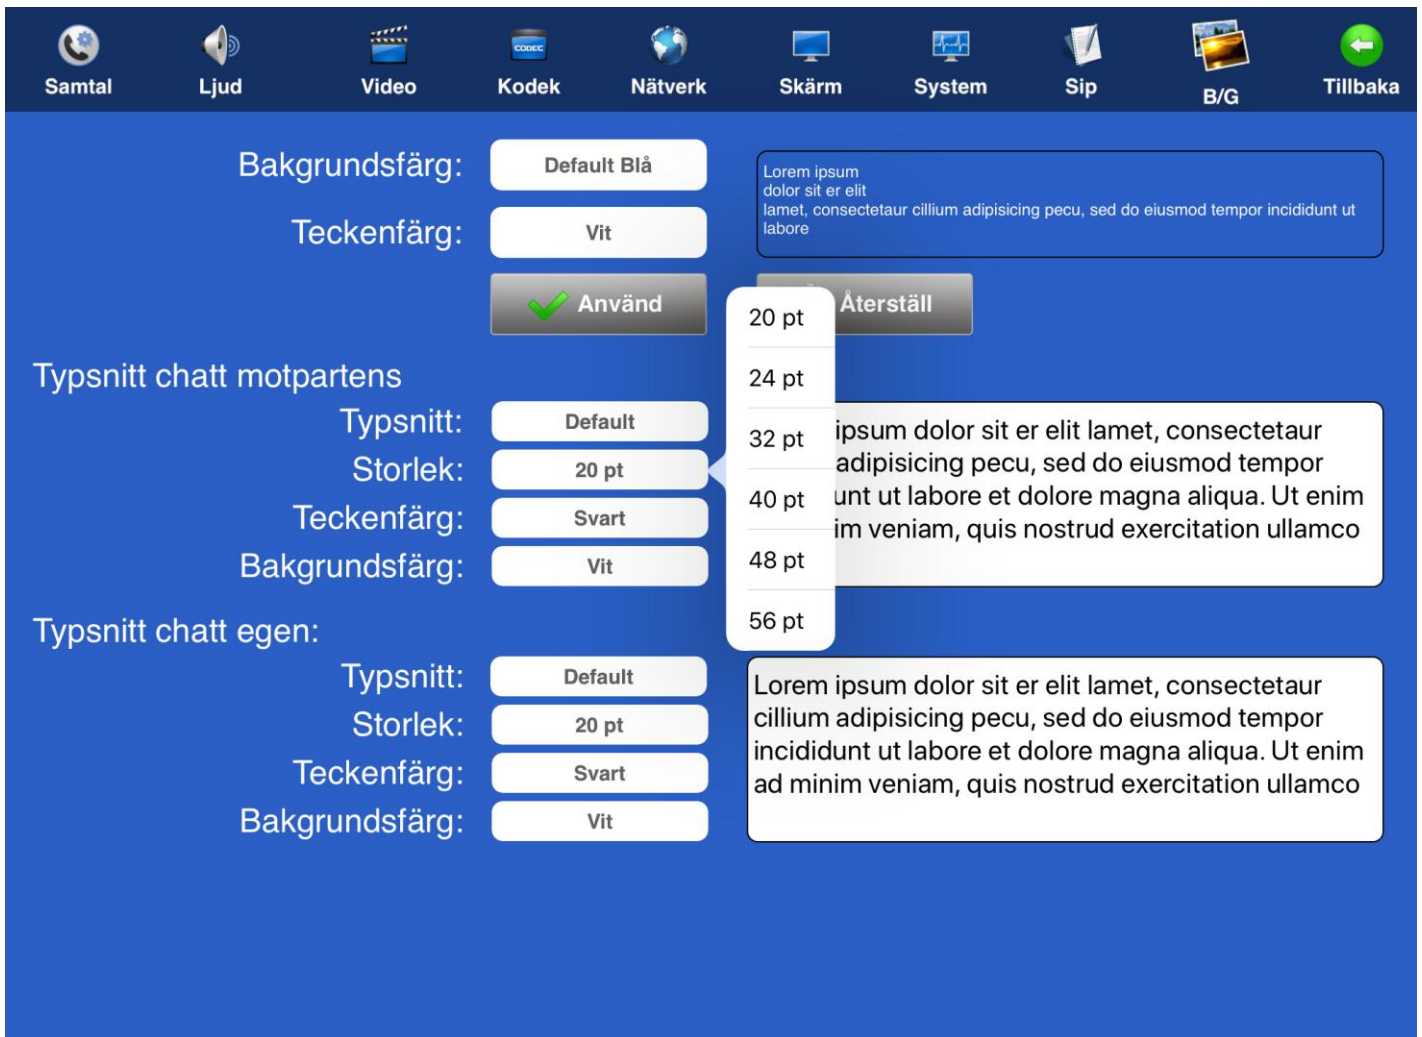 Samtal Ljud Video CODEC Kodek Nätverk Skärm System Sip B/G Tillbaka
Bakgrundsfärg: Default Blå
Teckenfärg: Vit
Lorem ipsum
dolor sit er elit
lamet, consectetaur cillium adipisicing pecu, sed do eiusmod tempor incididunt ut
labore
Använd Återställ
20 pt
24 pt
32 pt
40 pt
48 pt
56 pt
Typsnitt chatt motpartens
Typsnitt: Default
Storlek: 20 pt
Teckenfärg: Svart
Bakgrundsfärg: Vit
ipsum dolor sit er elit lamet, consectetaur
adipisicing pecu, sed do eiusmod tempor
unt ut labore et dolore magna aliqua. Ut enim
im veniam, quis nostrud exercitation ullamco
Typsnitt chatt egen:
Typsnitt: Default
Storlek: 20 pt
Teckenfärg: Svart
Bakgrundsfärg: Vit
Lorem ipsum dolor sit er elit lamet, consectetaur
cillium adipisicing pecu, sed do eiusmod tempor
incididunt ut labore et dolore magna aliqua. Ut enim
ad minim veniam, quis nostrud exercitation ullamco